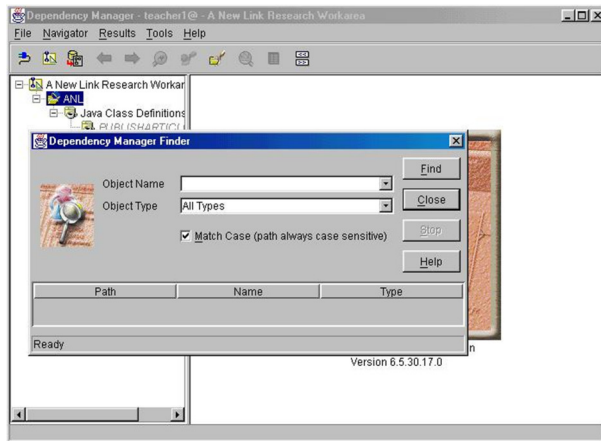 Dependency Manager - teacher1@ - A New Link Research Workarea
File Navigator Results Tools Help
A New Link Research Workar
ANL
Java Class Definitions
Dependency Manager Finder
Object Name
Find
Object Type All Types
Close
Match Case (path always case sensitive)
Stop
Help
Path Name Type
Ready
n
Version 6.5.30.17.0